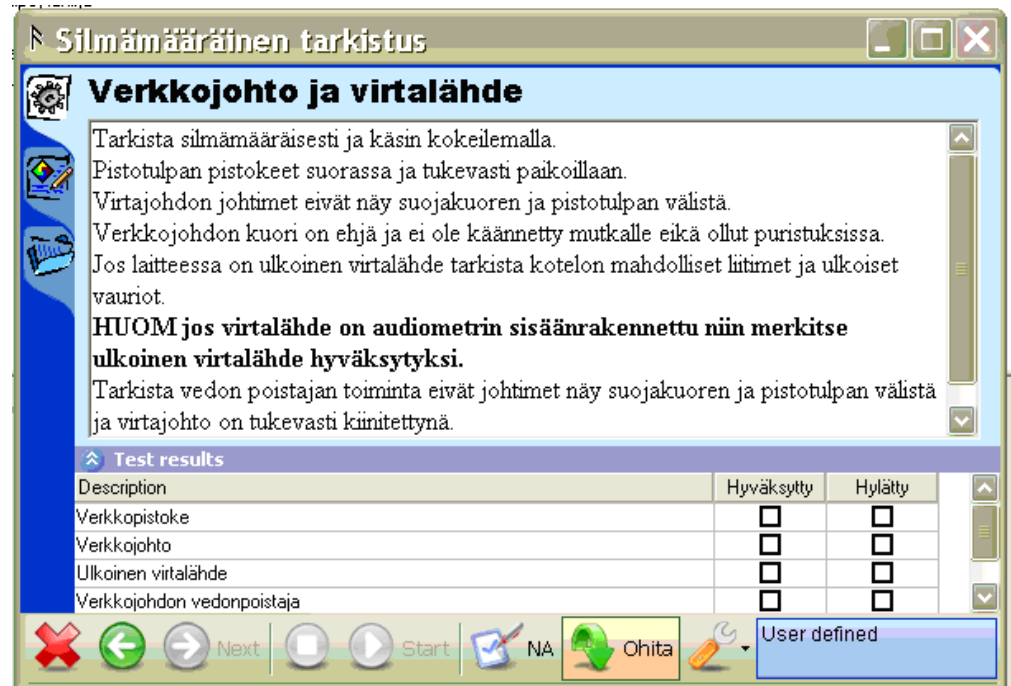 Silmämääräinen tarkistus
Verkkojohto ja virtalähde
Tarkista silmämääräisesti ja käsin kokeilemalla.
Pistotulpan pistokeet suorassa ja tukevasti paikoillaan.
Virtajohdon johtimet eivät näy suojakuoren ja pistotulpan välistä.
Verkkojohdon kuori on ehjä ja ei ole käännetty mutkalle eikä ollut puristuksissa.
Jos laitteessa on ulkoinen virtalähde tarkista kotelon mahdolliset liitimet ja ulkoiset
vauriot.
HUOM jos virtalähde on audiometrin sisäänrakennettu niin merkitse
ulkoinen virtalähde hyväksytyksi.
Tarkista vedon poistajan toiminta eivät johtimet näy suojakuoren ja pistotulpan välistä
ja virtajohto on tukevasti kiinitettynä.
Test results
Description Hyväksytty Hylätty
Verkkopistoke
Verkkojohto
Ulkoinen virtalähde
Verkkojohdon vedonpoistaja
Next Start NA Ohita User defined